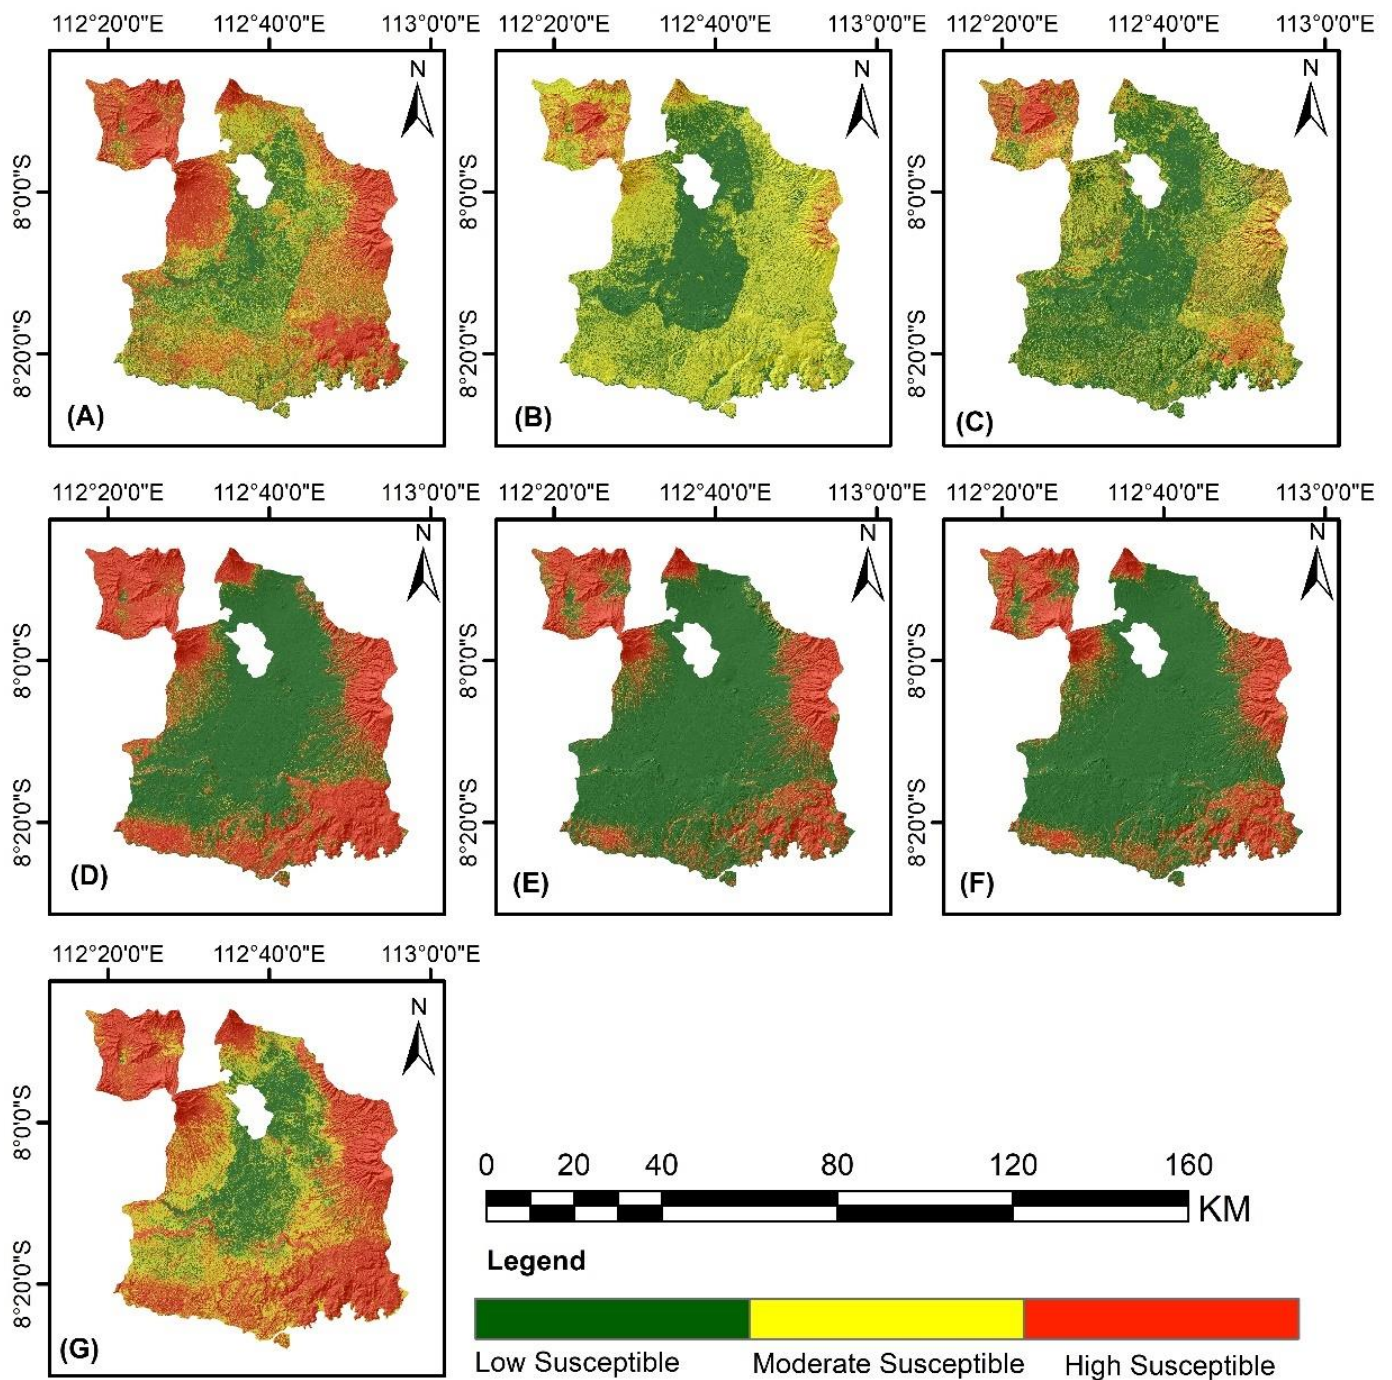 112°20'0"E 112°40'0"E 113°0'0"E 112°20'0"E 112°40'0"E 113°0'0"E 112°20'0"E 112°40'0"E 113°0'0"E
N N N
8°0'0"S 8°0'0"S 8°0'0"S
8°20'0"S 8°20'0"S 8°20'0"S
(A) (B) (C)
112°20'0"E 112°40'0"E 113°0'0"E 112°20'0"E 112°40'0"E 113°0'0"E 112°20'0"E 112°40'0"E 113°0'0"E
N N N
8°0'0"S 8°0'0"S 8°0'0"S
8°20'0"S 8°20'0"S 8°20'0"S
(D) (E) (F)
112°20'0"E 112°40'0"E 113°0'0"E
N
8°0'0"S
8°20'0"S
(G)
0 20 40 80 120 160
KM
Legend
Low Susceptible Moderate Susceptible High Susceptible